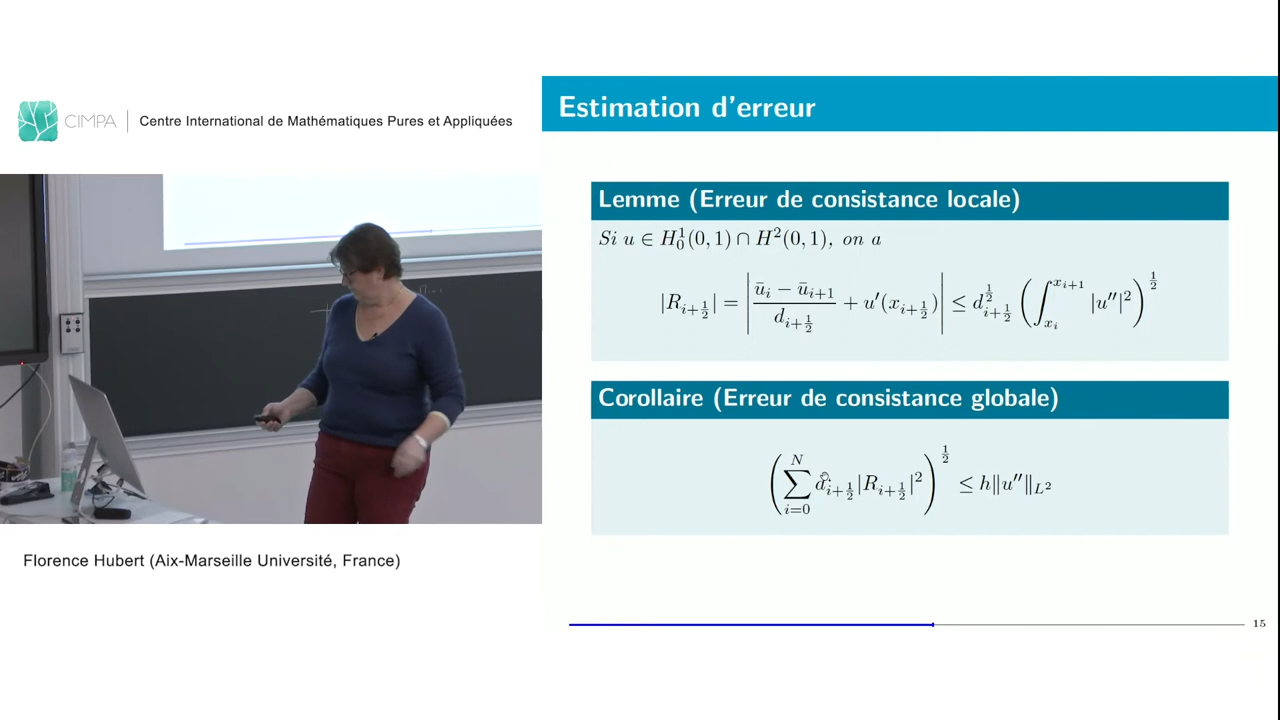 CIMPA
Centre International de Mathématiques Pures et Appliquées
Estimation d'erreur
Lemme (Erreur de consistance locale)
Si u ∈ H₀¹(0, 1) ∩ H²(0, 1), on a
|R_{i+1/2}| = |(ū_i − ū_{i+1})/d_{i+1/2} + u′(x_{i+1/2})| ≤ d_{i+1/2}^{1/2} (∫_{x_i}^{x_{i+1}} |u″|²)^{1/2}
Corollaire (Erreur de consistance globale)
(∑_{i=0}^{N} d_{i+1/2}|R_{i+1/2}|²)^{1/2} ≤ h‖u″‖_{L²}
Florence Hubert (Aix-Marseille Université, France)
15